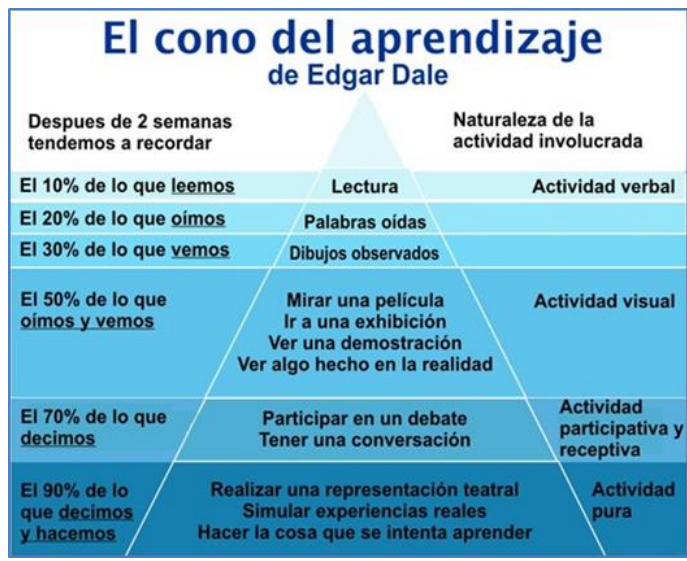 El cono del aprendizaje
de Edgar Dale
Despues de 2 semanas
tendemos a recordar
Naturaleza de la
actividad involucrada
El 10% de lo que leemos
Lectura
Actividad verbal
El 20% de lo que oímos
Palabras oídas
El 30% de lo que vemos
Dibujos observados
El 50% de lo que
oímos y vemos
Mirar una película
Ir a una exhibición
Ver una demostración
Ver algo hecho en la realidad
Actividad visual
El 70% de lo que
decimos
Participar en un debate
Tener una conversación
Actividad
participativa y
receptiva
El 90% de lo
que decimos
y hacemos
Realizar una representación teatral
Simular experiencias reales
Hacer la cosa que se intenta aprender
Actividad
pura